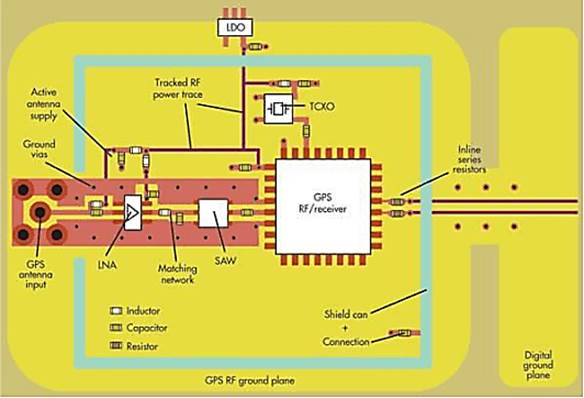 LDO
Active
antenna
supply
Tracked RF
power trace
TCXO
Ground
vias
Inline
series
resistors
GPS
RF/receiver
GPS
antenna
input
LNA
Matching
network
SAW
Inductor
Capacitor
Resistor
Shield can
+
Connection
GPS RF ground plane
Digital
ground
plane